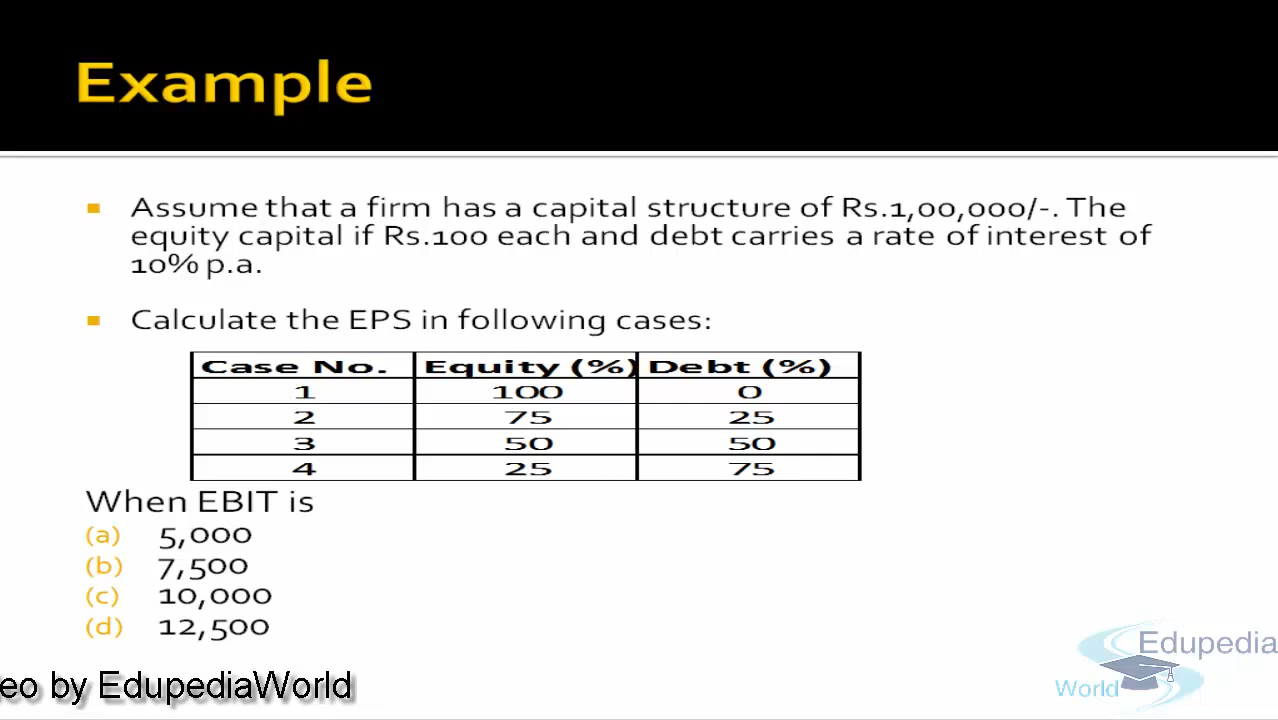 Example
Assume that a firm has a capital structure of Rs.1,00,000/-. The
equity capital if Rs.100 each and debt carries a rate of interest of
10% p.a.
Calculate the EPS in following cases:
Case No. Equity (%) Debt (%)
1 100 0
2 75 25
3 50 50
4 25 75
When EBIT is
(a) 5,000
(b) 7,500
(c) 10,000
(d) 12,500
Edupedia
World
eo by EdupediaWorld